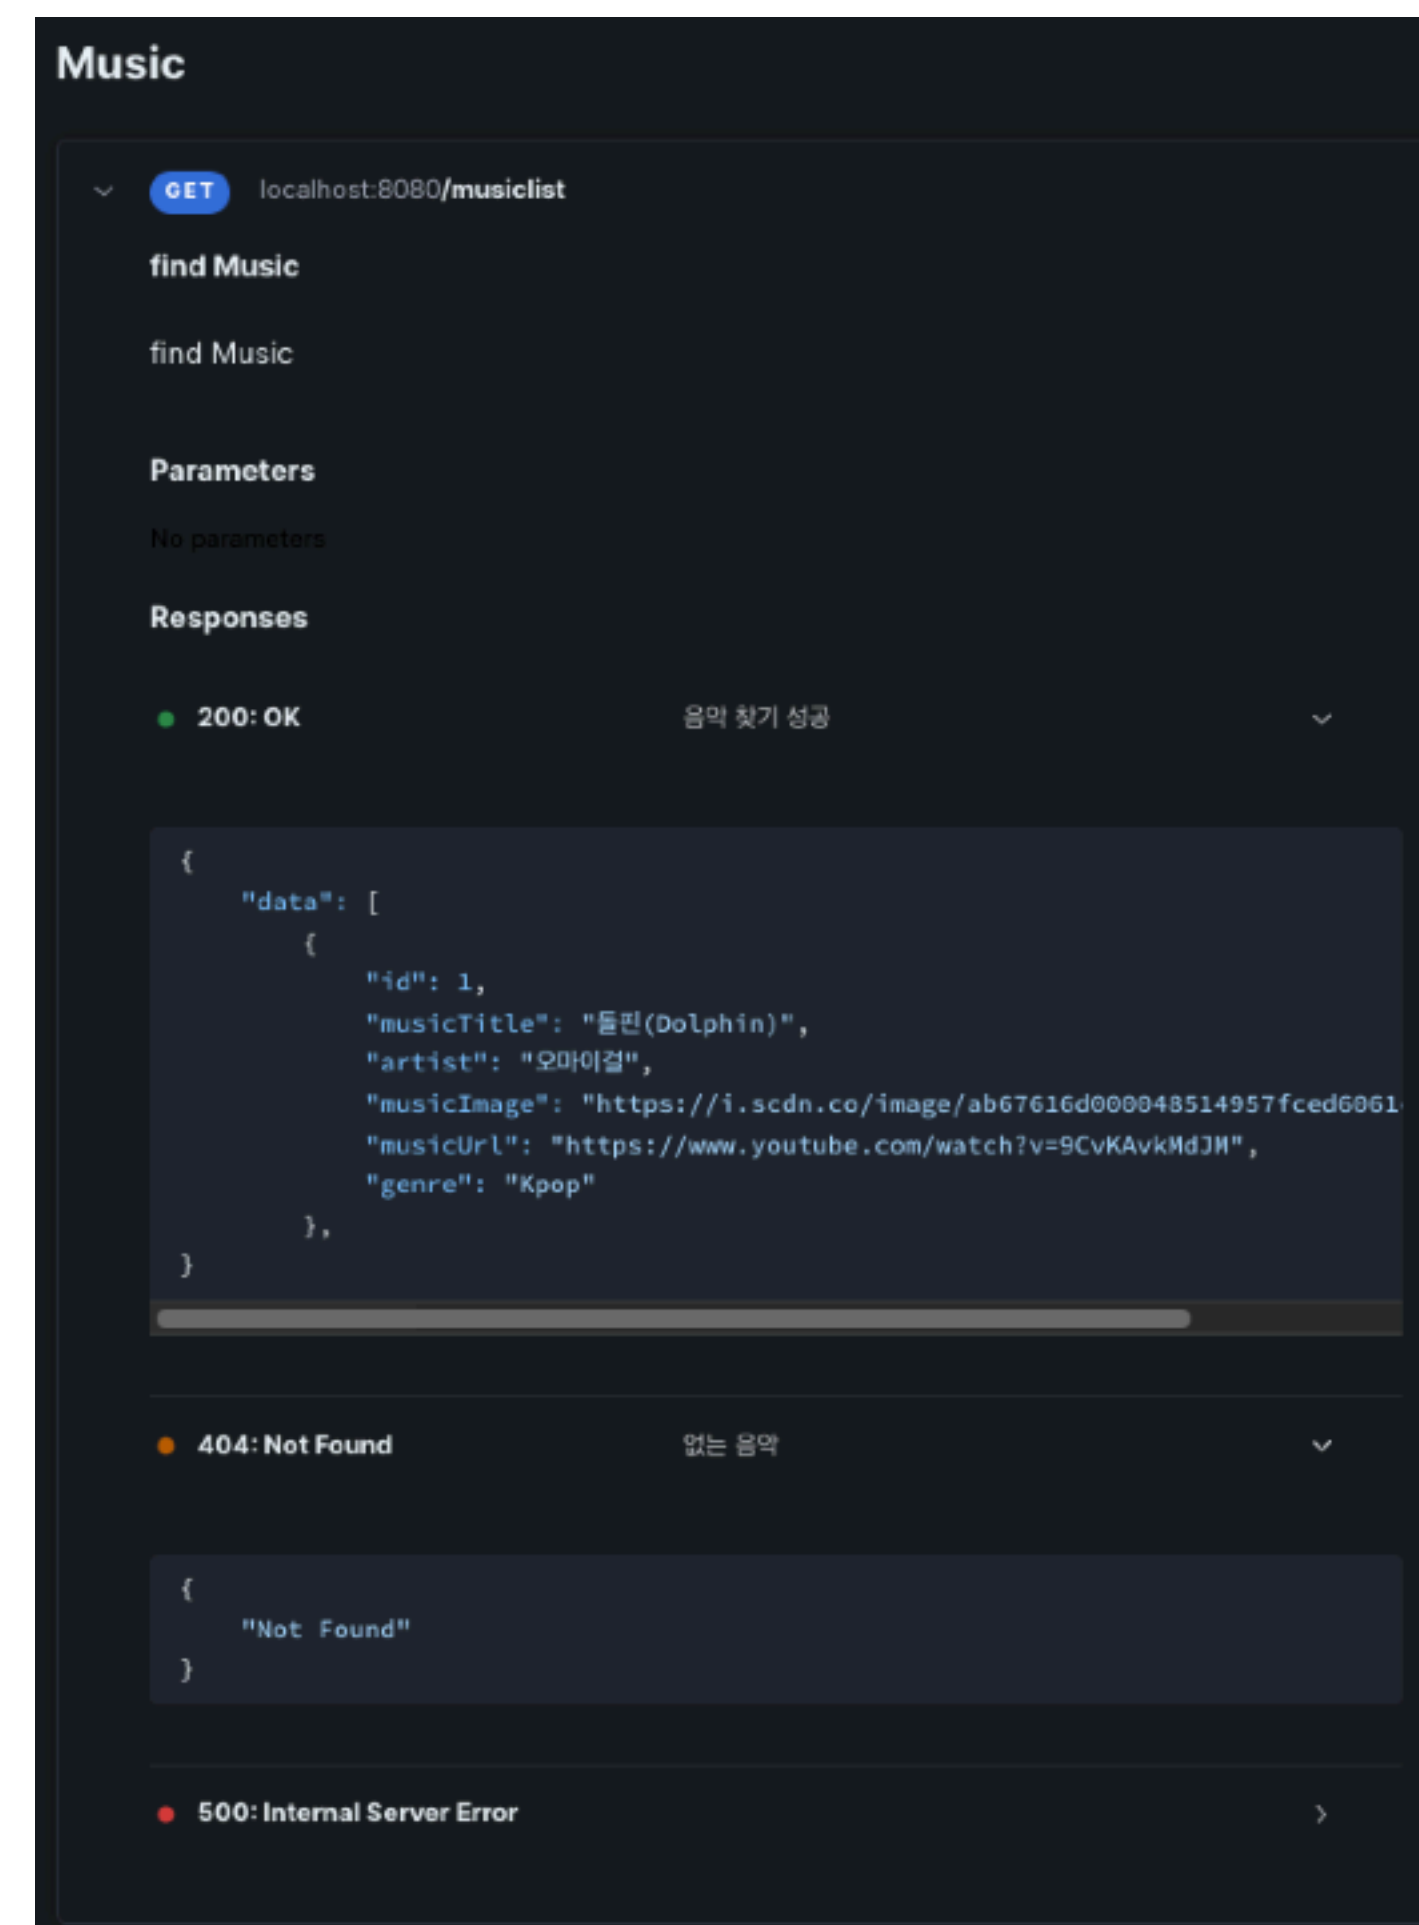 Music
GET localhost:8080/musiclist
find Music
find Music
Parameters
No parameters
Responses
200: OK 음악 찾기 성공
{
"data": [
{
"id": 1,
"musicTitle": "돌핀(Dolphin)",
"artist": "오마이걸",
"musicImage": "https://i.scdn.co/image/ab67616d000048514957fced6061
"musicUrl": "https://www.youtube.com/watch?v=9CvKAvkMdJM",
"genre": "Kpop"
},
}
404: Not Found 없는 음악
{
"Not Found"
}
500: Internal Server Error